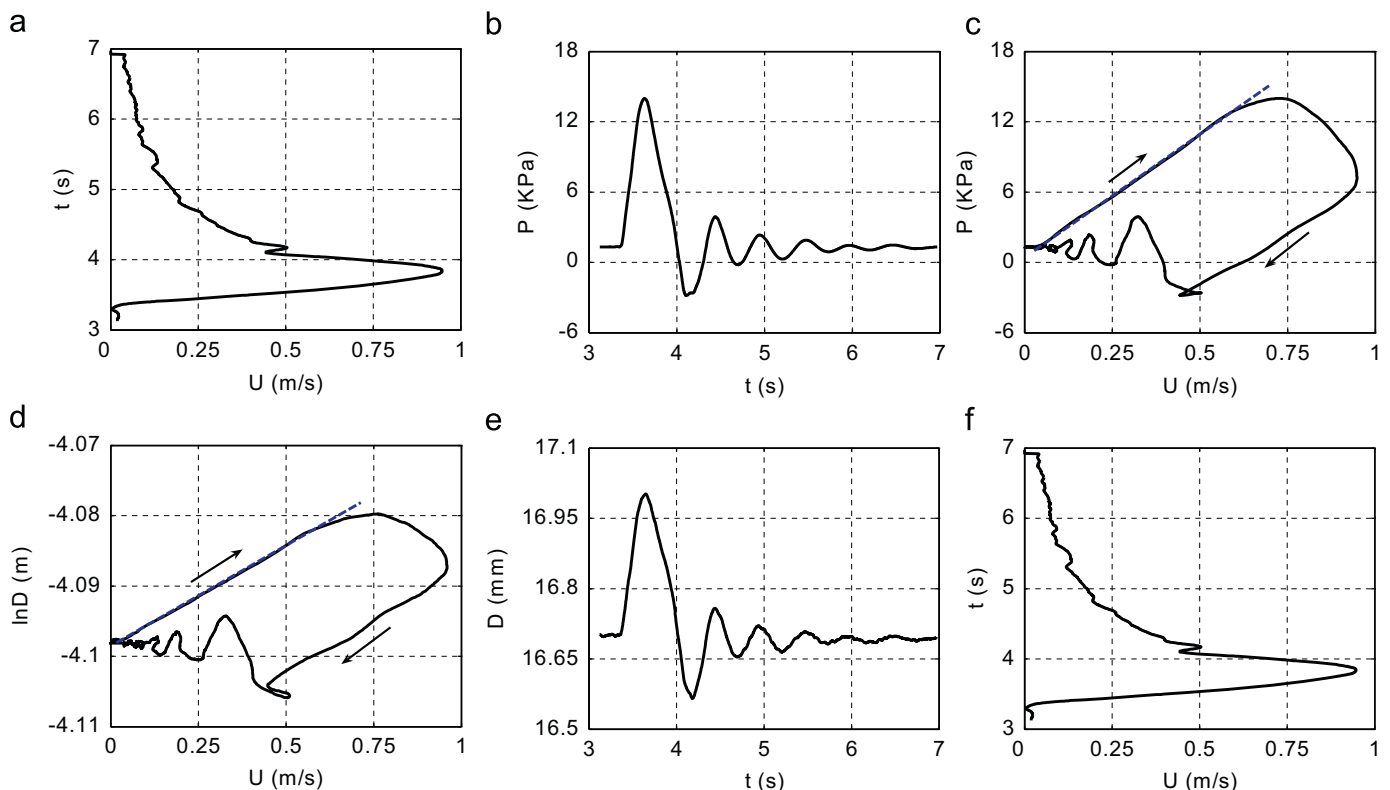 a
7
6
5
4
3
t (s)
0 0.25 0.5 0.75 1
U (m/s)
b
18
12
6
0
-6
P (KPa)
3 4 5 6 7
t (s)
c
18
12
6
0
-6
P (KPa)
0 0.25 0.5 0.75 1
U (m/s)
d
-4.07
-4.08
-4.09
-4.1
-4.11
lnD (m)
0 0.25 0.5 0.75 1
U (m/s)
e
17.1
16.95
16.8
16.65
16.5
D (mm)
3 4 5 6 7
t (s)
f
7
6
5
4
3
t (s)
0 0.25 0.5 0.75 1
U (m/s)